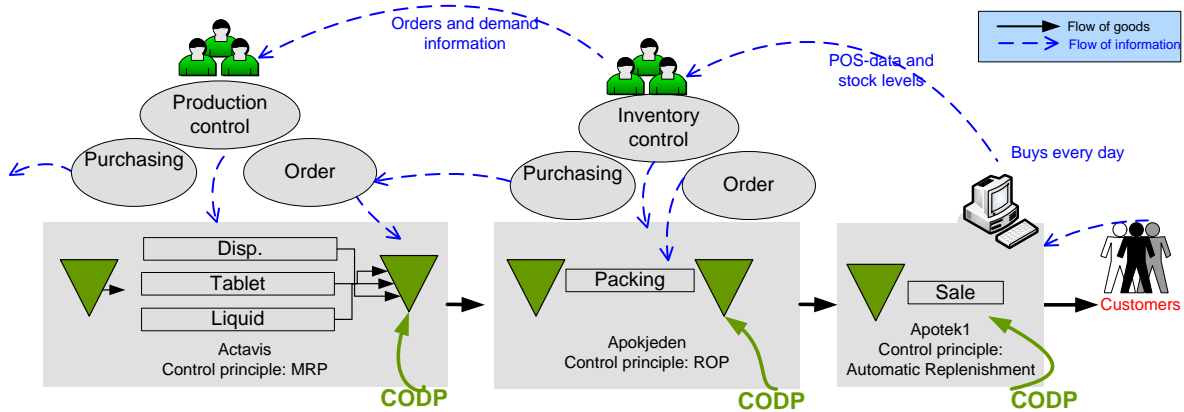 Orders and demand
information
Flow of goods
Flow of information
POS-data and
stock levels
Production
control
Inventory
control
Purchasing
Order
Purchasing
Order
Buys every day
Disp.
Tablet
Liquid
Packing
Sale
Customers
Actavis
Control principle: MRP
Apokjeden
Control principle: ROP
Apotek1
Control principle:
Automatic Replenishment
CODP
CODP
CODP